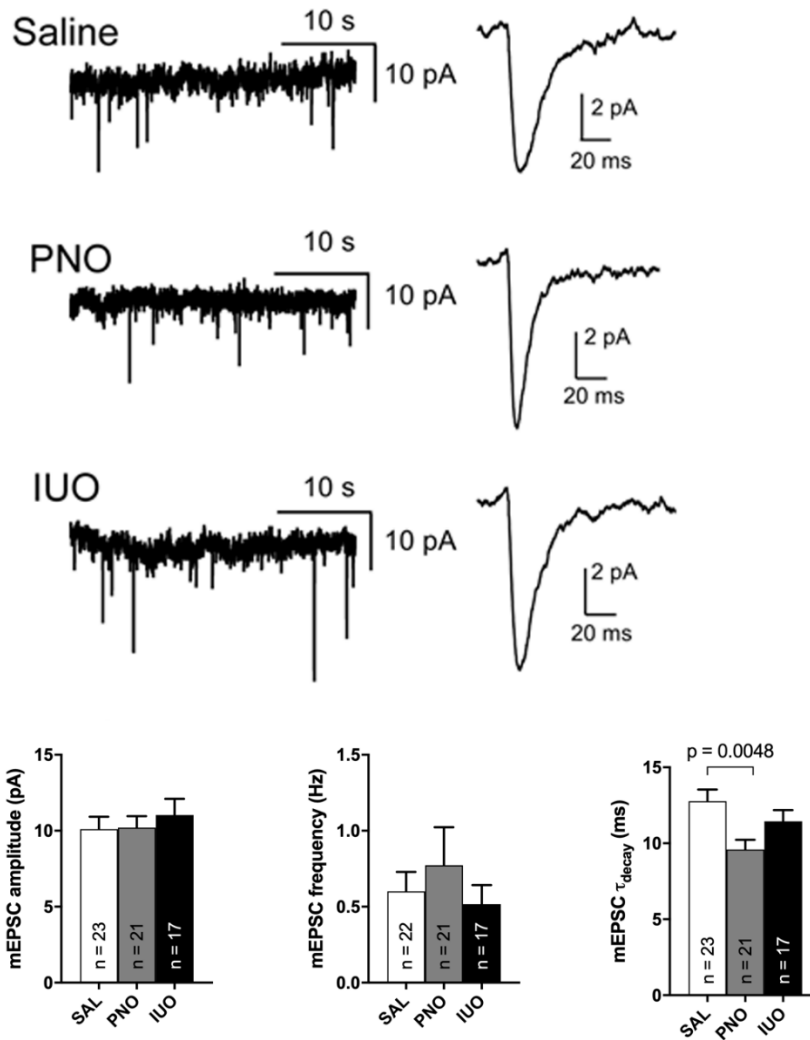 Saline
10 s
10 pA
2 pA
20 ms
PNO
10 s
10 pA
2 pA
20 ms
IUO
10 s
10 pA
2 pA
20 ms
mEPSC amplitude (pA)
15
10
5
0
n = 23
n = 21
n = 17
SAL
PNO
IUO
mEPSC frequency (Hz)
1.5
1.0
0.5
0.0
n = 22
n = 21
n = 17
SAL
PNO
IUO
p = 0.0048
mEPSC τdecay (ms)
15
10
5
0
n = 23
n = 21
n = 17
SAL
PNO
IUO